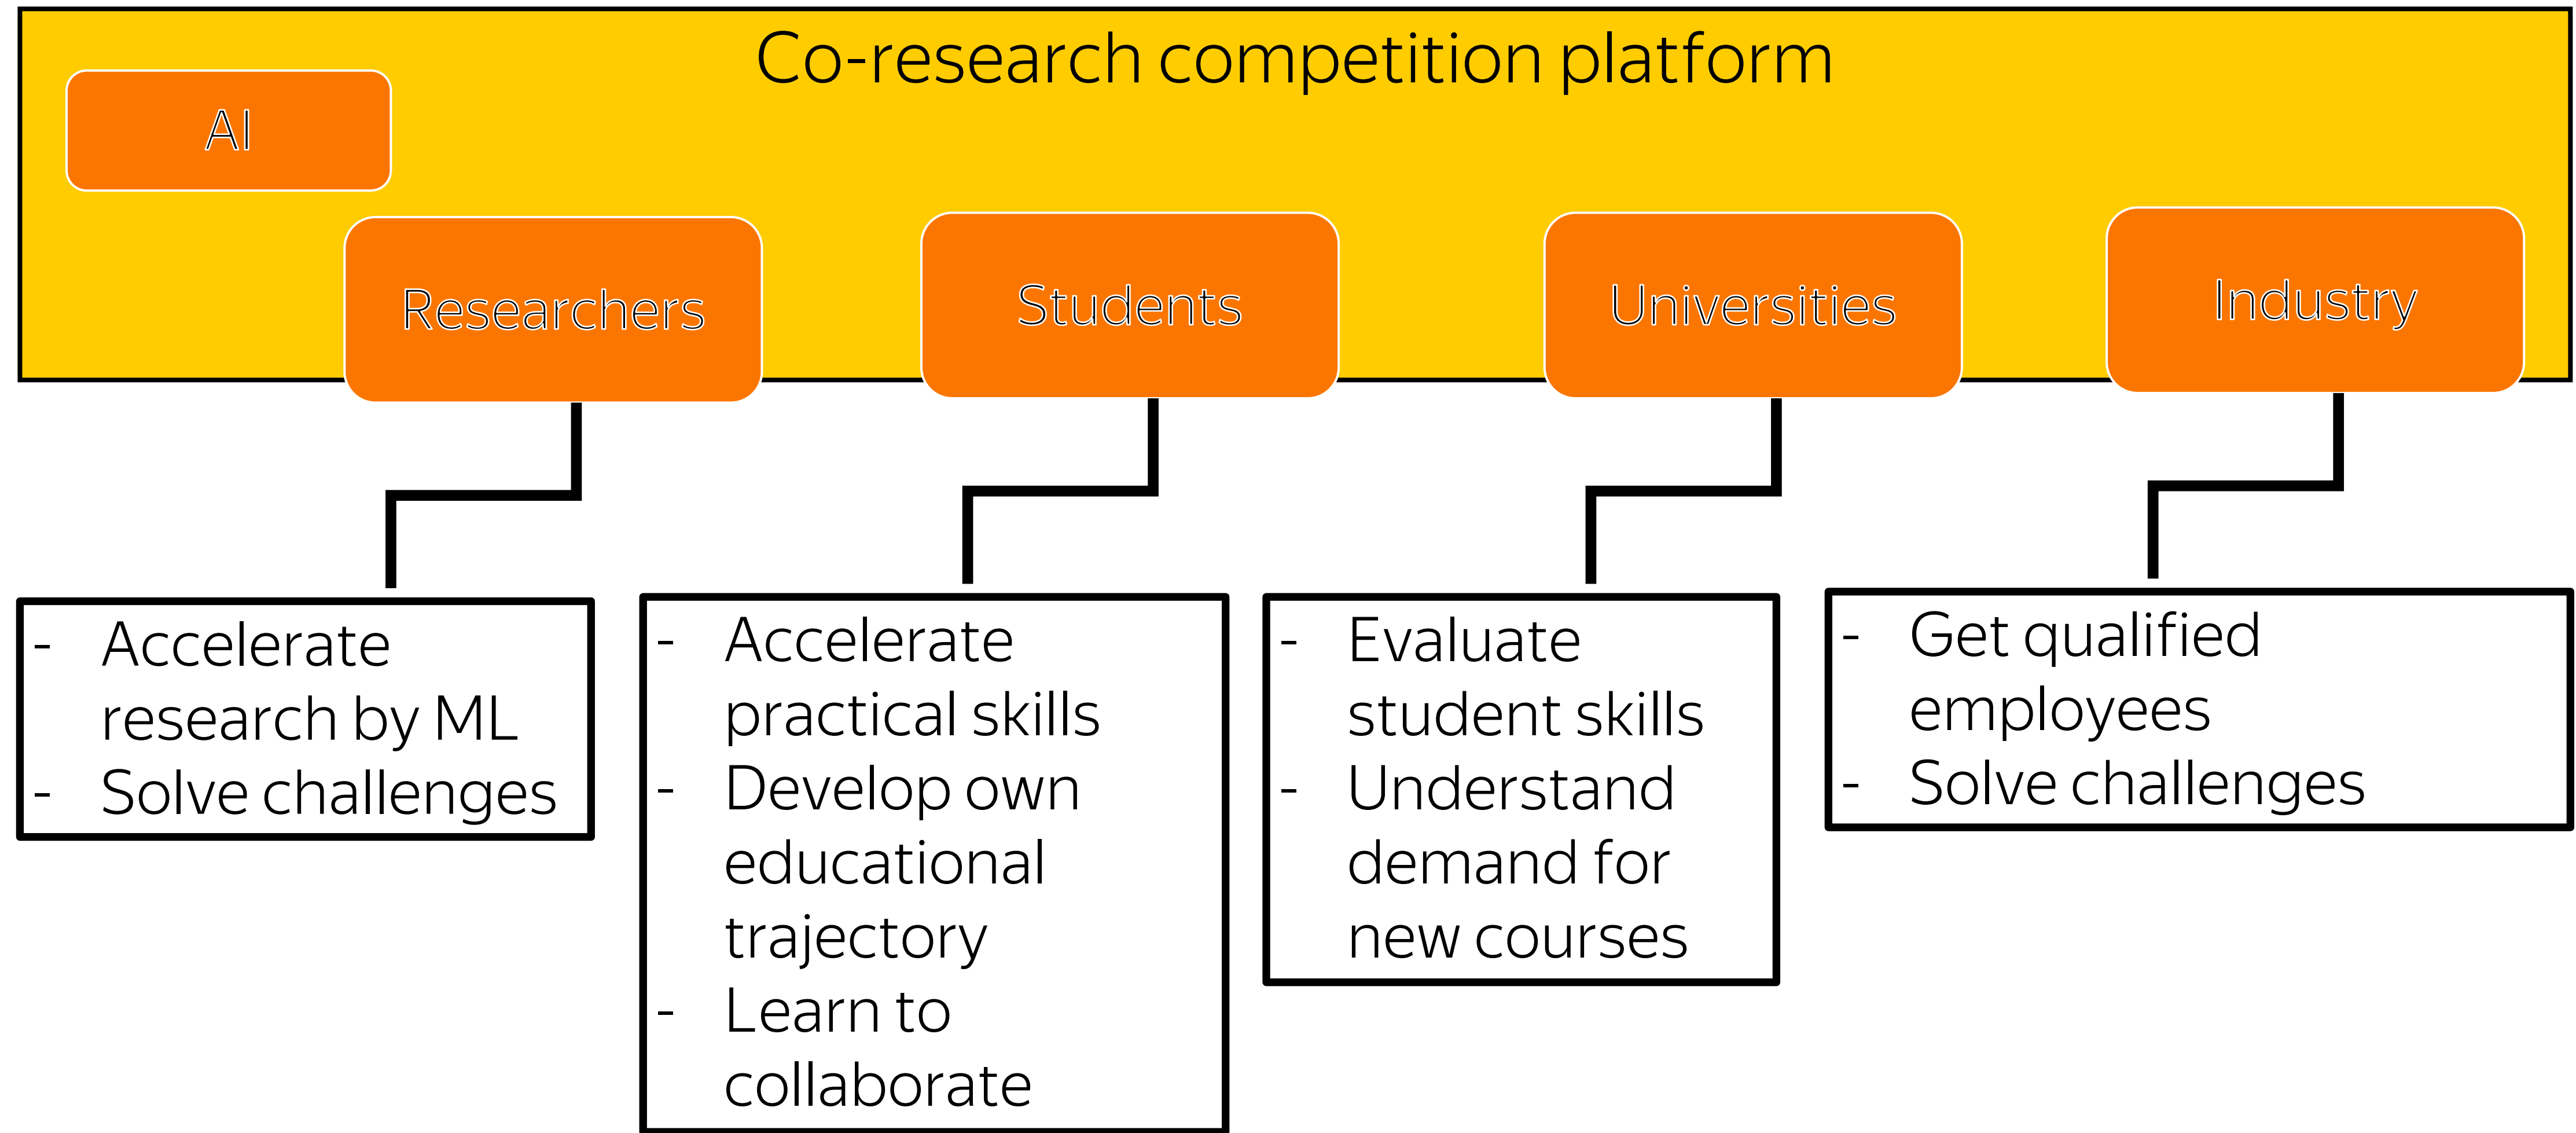 Co-research competition platform
AI
Researchers
Students
Universities
Industry
- Accelerate
research by ML
- Solve challenges
- Accelerate
practical skills
- Develop own
educational
trajectory
- Learn to
collaborate
- Evaluate
student skills
- Understand
demand for
new courses
- Get qualified
employees
- Solve challenges